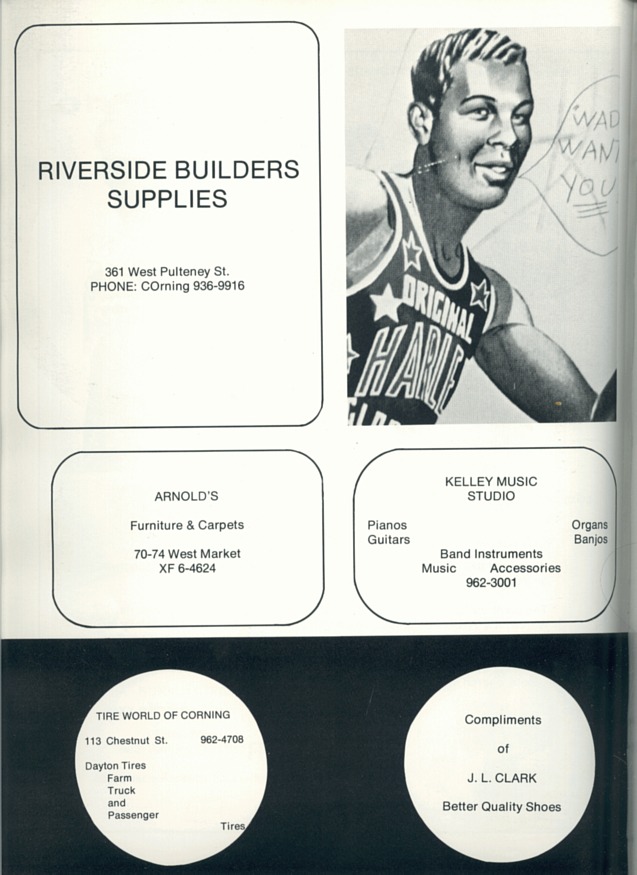 RIVERSIDE BUILDERS
SUPPLIES
361 West Pulteney St.
PHONE: COrning 936-9916
WANT
YOU
ORIGINAL
HARLE
ARNOLD'S
Furniture & Carpets
70-74 West Market
XF 6-4624
KELLEY MUSIC
STUDIO
Pianos Organs
Guitars Banjos
Band Instruments
Music Accessories
962-3001
TIRE WORLD OF CORNING
113 Chestnut St. 962-4708
Dayton Tires
Farm
Truck
and
Passenger
Tires
Compliments
of
J. L. CLARK
Better Quality Shoes